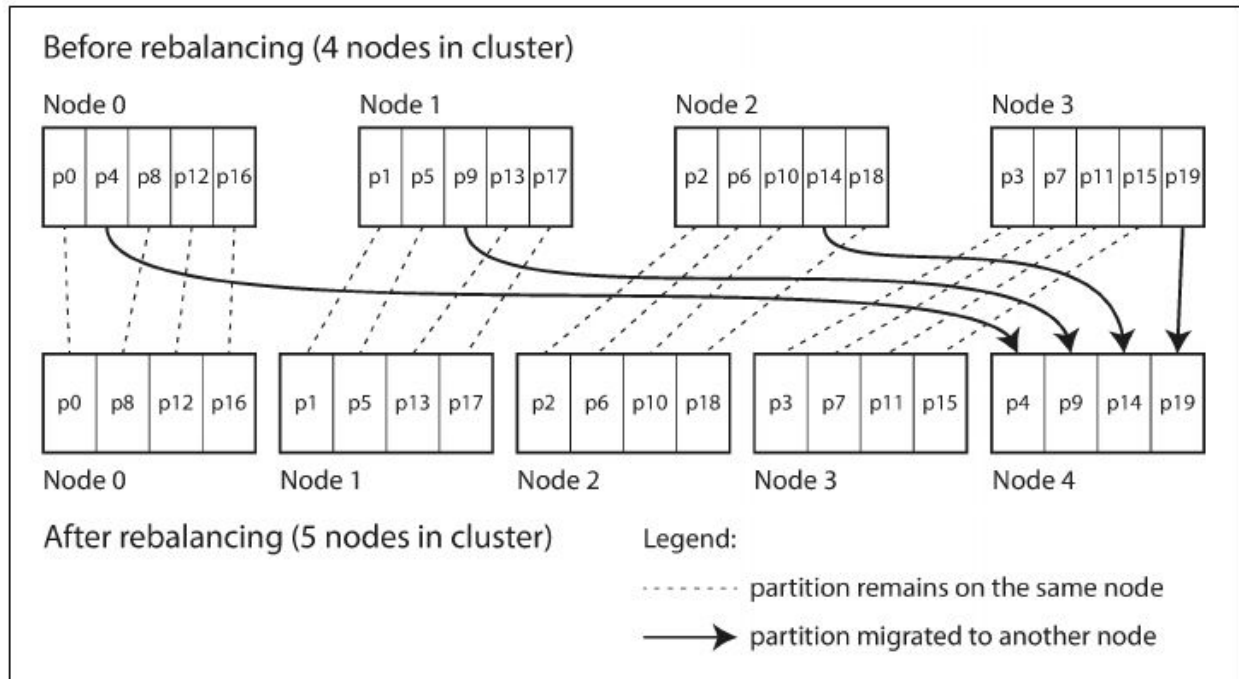 Before rebalancing (4 nodes in cluster)
Node 0 Node 1 Node 2 Node 3
p0 p4 p8 p12 p16 p1 p5 p9 p13 p17 p2 p6 p10 p14 p18 p3 p7 p11 p15 p19
p0 p8 p12 p16 p1 p5 p13 p17 p2 p6 p10 p18 p3 p7 p11 p15 p4 p9 p14 p19
Node 0 Node 1 Node 2 Node 3 Node 4
After rebalancing (5 nodes in cluster)
Legend:
partition remains on the same node
partition migrated to another node